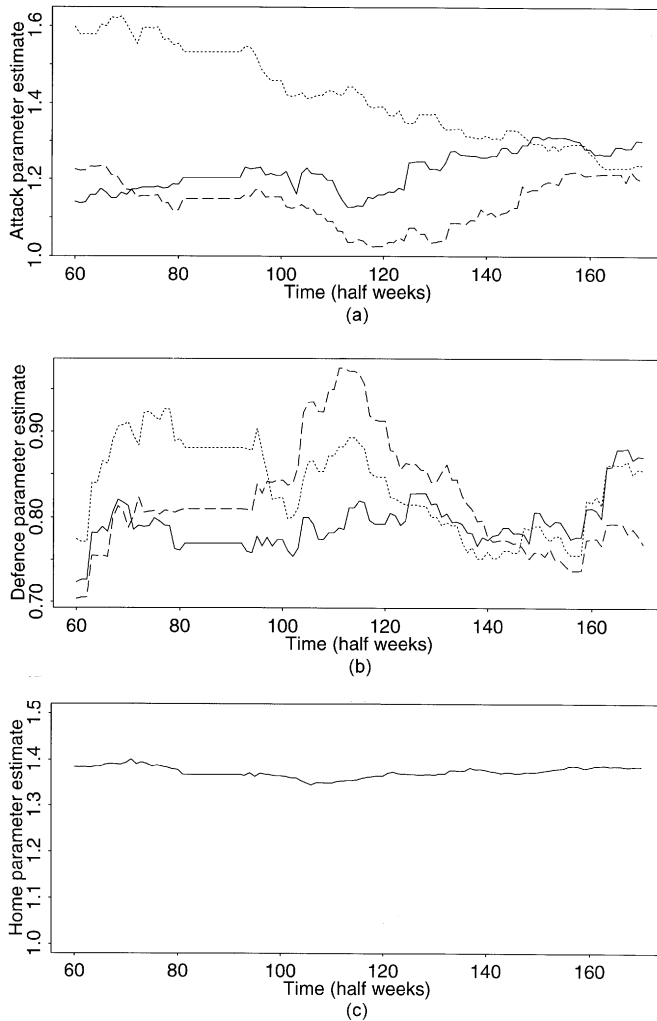 Attack parameter estimate
1.6
1.4
1.2
1.0
60 80 100 120 140 160
Time (half weeks)
(a)
Defence parameter estimate
0.90
0.80
0.70
60 80 100 120 140 160
Time (half weeks)
(b)
Home parameter estimate
1.5
1.4
1.3
1.2
1.1
1.0
60 80 100 120 140 160
Time (half weeks)
(c)